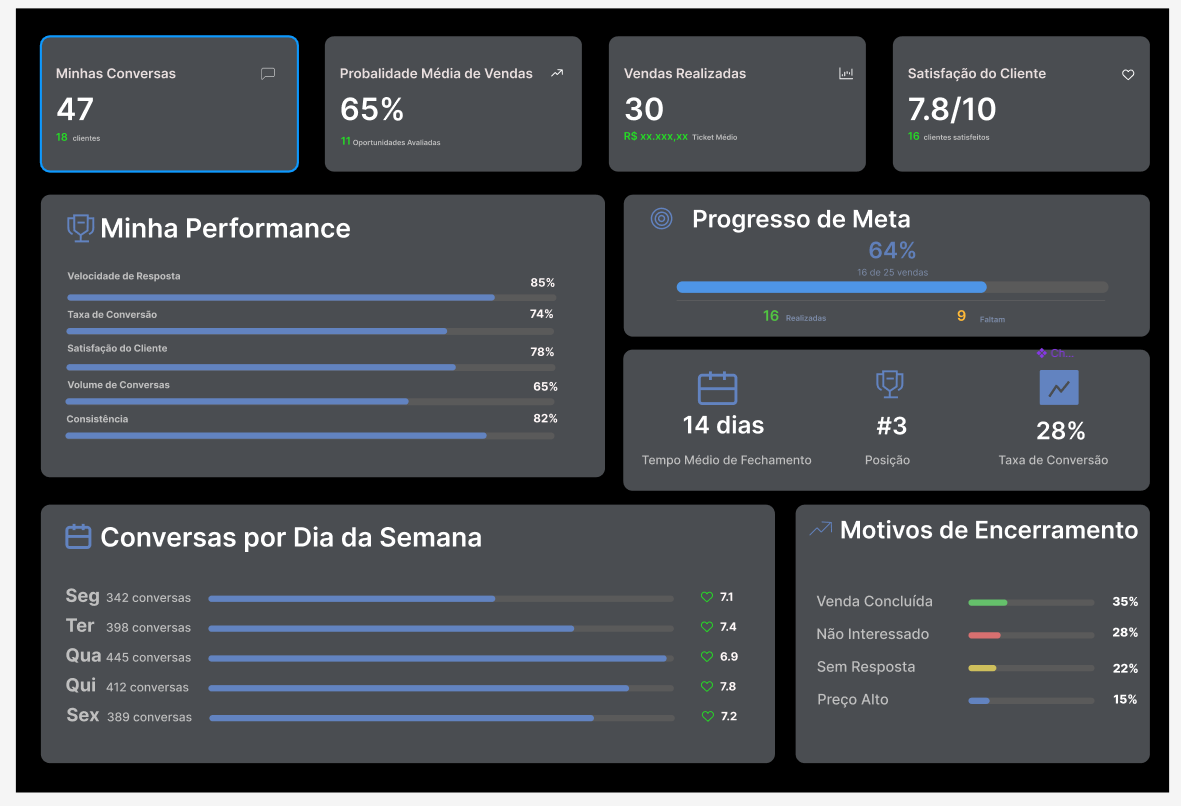 Minhas Conversas
47
18 clientes
Probalidade Média de Vendas
65%
11 Oportunidades Avaliadas
Vendas Realizadas
30
R$ xx.xxx,xx Ticket Médio
Satisfação do Cliente
7.8/10
16 clientes satisfeitos
Minha Performance
Velocidade de Resposta
85%
Taxa de Conversão
74%
Satisfação do Cliente
78%
Volume de Conversas
65%
Consistência
82%
Progresso de Meta
64%
16 de 25 vendas
16 Realizadas
9 Faltam
Ch...
14 dias
Tempo Médio de Fechamento
#3
Posição
28%
Taxa de Conversão
Conversas por Dia da Semana
Seg 342 conversas 7.1
Ter 398 conversas 7.4
Qua 445 conversas 6.9
Qui 412 conversas 7.8
Sex 389 conversas 7.2
Motivos de Encerramento
Venda Concluída 35%
Não Interessado 28%
Sem Resposta 22%
Preço Alto 15%